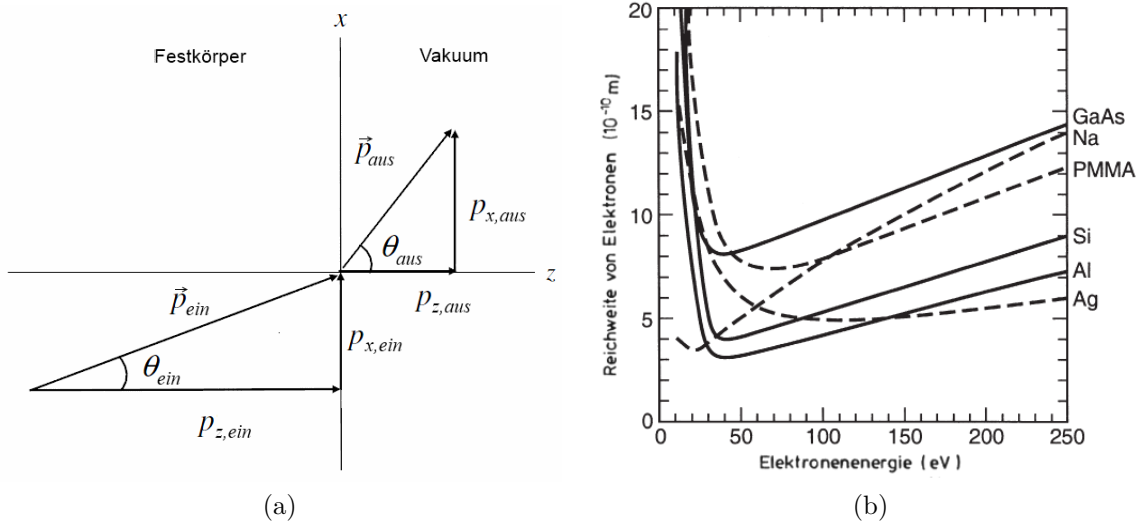 x
Festkörper
Vakuum
p⃗aus
px,aus
θaus
z
pz,aus
p⃗ein
px,ein
θein
pz,ein
(a)
Reichweite von Elektronen (10⁻¹⁰ m)
20
15
10
5
0
0 50 100 150 200 250
Elektronenenergie (eV)
GaAs
Na
PMMA
Si
Al
Ag
(b)